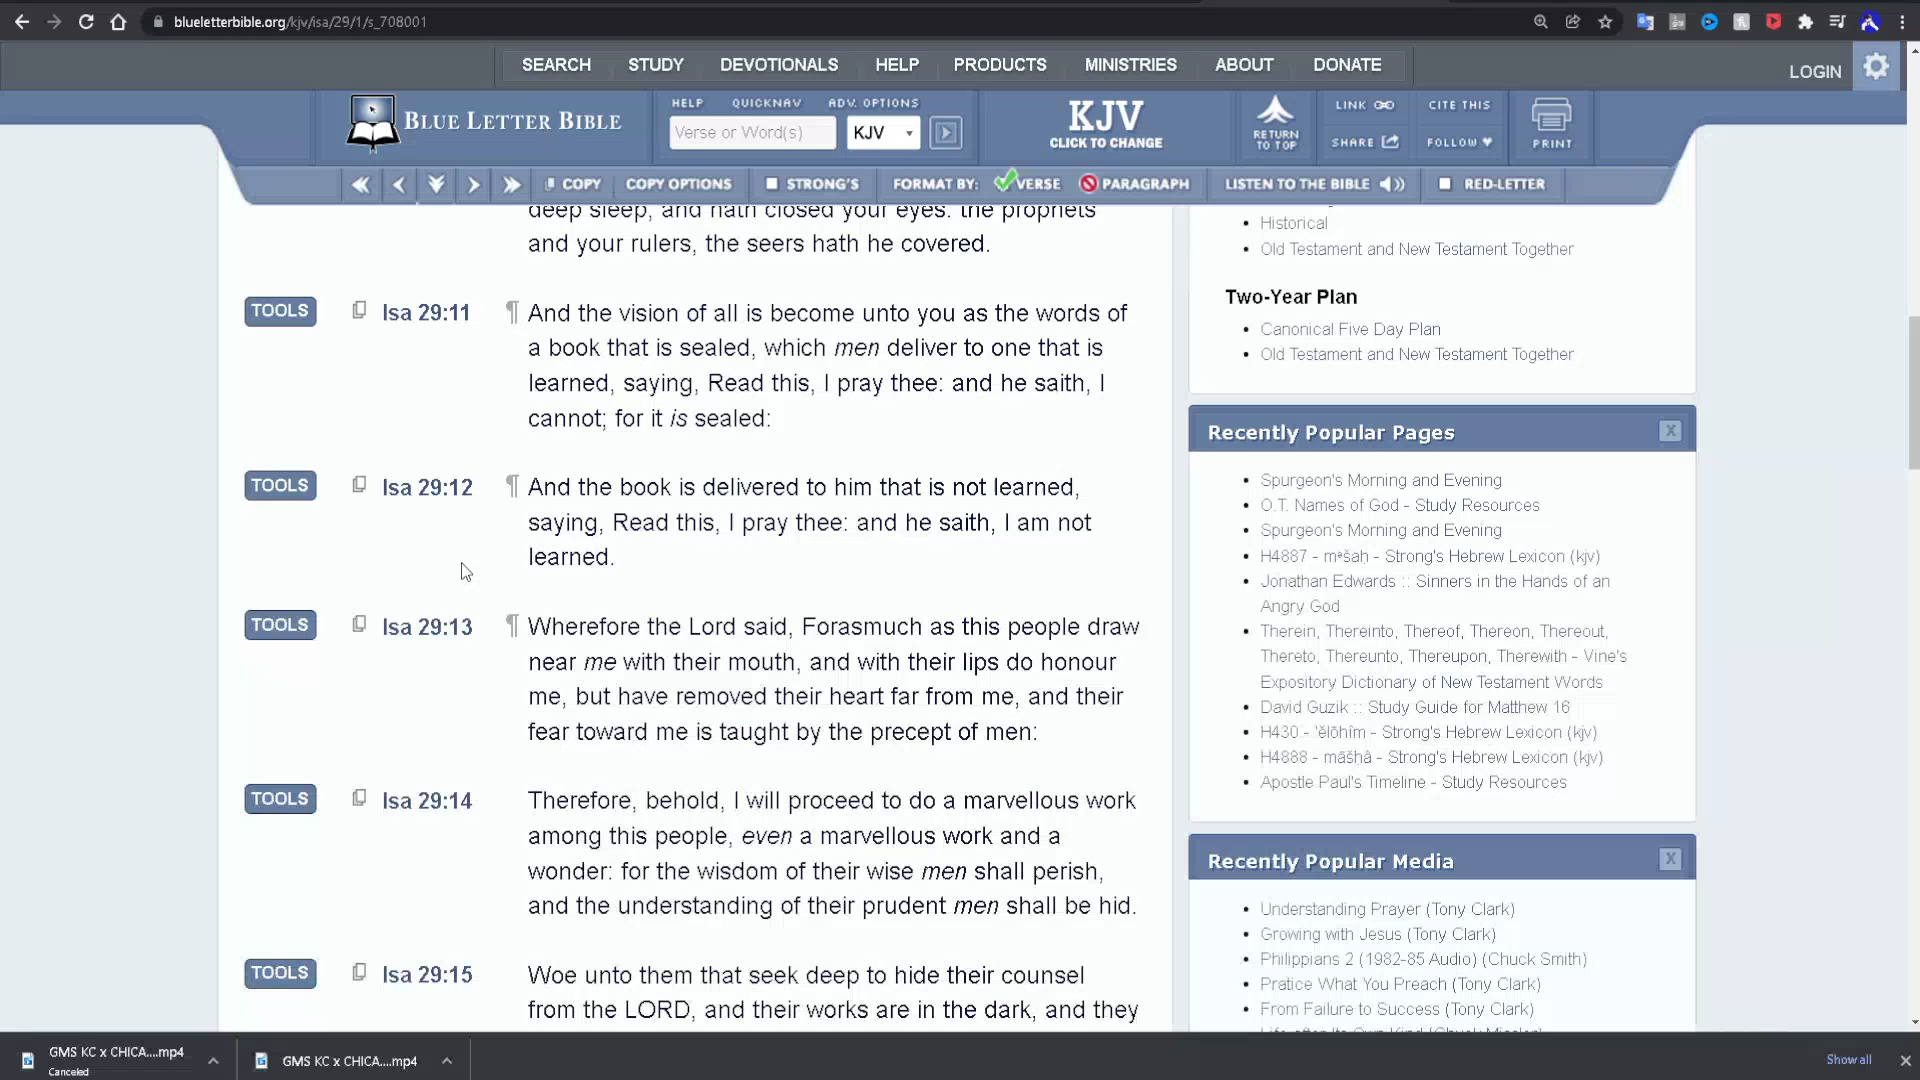 blueletterbible.org/kjv/isa/29/1/s_708001
SEARCH STUDY DEVOTIONALS HELP PRODUCTS MINISTRIES ABOUT DONATE
LOGIN
BLUE LETTER BIBLE
HELP QUICKNAV ADV. OPTIONS
Verse or Word(s) KJV
KJV
CLICK TO CHANGE
RETURN
TO TOP
LINK CITE THIS
SHARE FOLLOW
PRINT
COPY COPY OPTIONS STRONG'S FORMAT BY: VERSE PARAGRAPH LISTEN TO THE BIBLE RED-LETTER
deep sleep, and hath closed your eyes: the prophets
and your rulers, the seers hath he covered.
TOOLS Isa 29:11 ¶ And the vision of all is become unto you as the words of
a book that is sealed, which men deliver to one that is
learned, saying, Read this, I pray thee: and he saith, I
cannot; for it is sealed:
TOOLS Isa 29:12 ¶ And the book is delivered to him that is not learned,
saying, Read this, I pray thee: and he saith, I am not
learned.
TOOLS Isa 29:13 ¶ Wherefore the Lord said, Forasmuch as this people draw
near me with their mouth, and with their lips do honour
me, but have removed their heart far from me, and their
fear toward me is taught by the precept of men:
TOOLS Isa 29:14 Therefore, behold, I will proceed to do a marvellous work
among this people, even a marvellous work and a
wonder: for the wisdom of their wise men shall perish,
and the understanding of their prudent men shall be hid.
TOOLS Isa 29:15 Woe unto them that seek deep to hide their counsel
from the LORD, and their works are in the dark, and they
Historical
Old Testament and New Testament Together
Two-Year Plan
Canonical Five Day Plan
Old Testament and New Testament Together
Recently Popular Pages X
Spurgeon's Morning and Evening
O.T. Names of God - Study Resources
Spurgeon's Morning and Evening
H4887 - mᵊšaḥ - Strong's Hebrew Lexicon (kjv)
Jonathan Edwards :: Sinners in the Hands of an
Angry God
Therein, Thereinto, Thereof, Thereon, Thereout,
Thereto, Thereunto, Thereupon, Therewith - Vine's
Expository Dictionary of New Testament Words
David Guzik :: Study Guide for Matthew 16
H430 - 'ĕlōhîm - Strong's Hebrew Lexicon (kjv)
H4888 - māšḥâ - Strong's Hebrew Lexicon (kjv)
Apostle Paul's Timeline - Study Resources
Recently Popular Media X
Understanding Prayer (Tony Clark)
Growing with Jesus (Tony Clark)
Philippians 2 (1982-85 Audio) (Chuck Smith)
Pratice What You Preach (Tony Clark)
From Failure to Success (Tony Clark)
GMS KC x CHICA....mp4
Canceled
GMS KC x CHICA....mp4
Show all